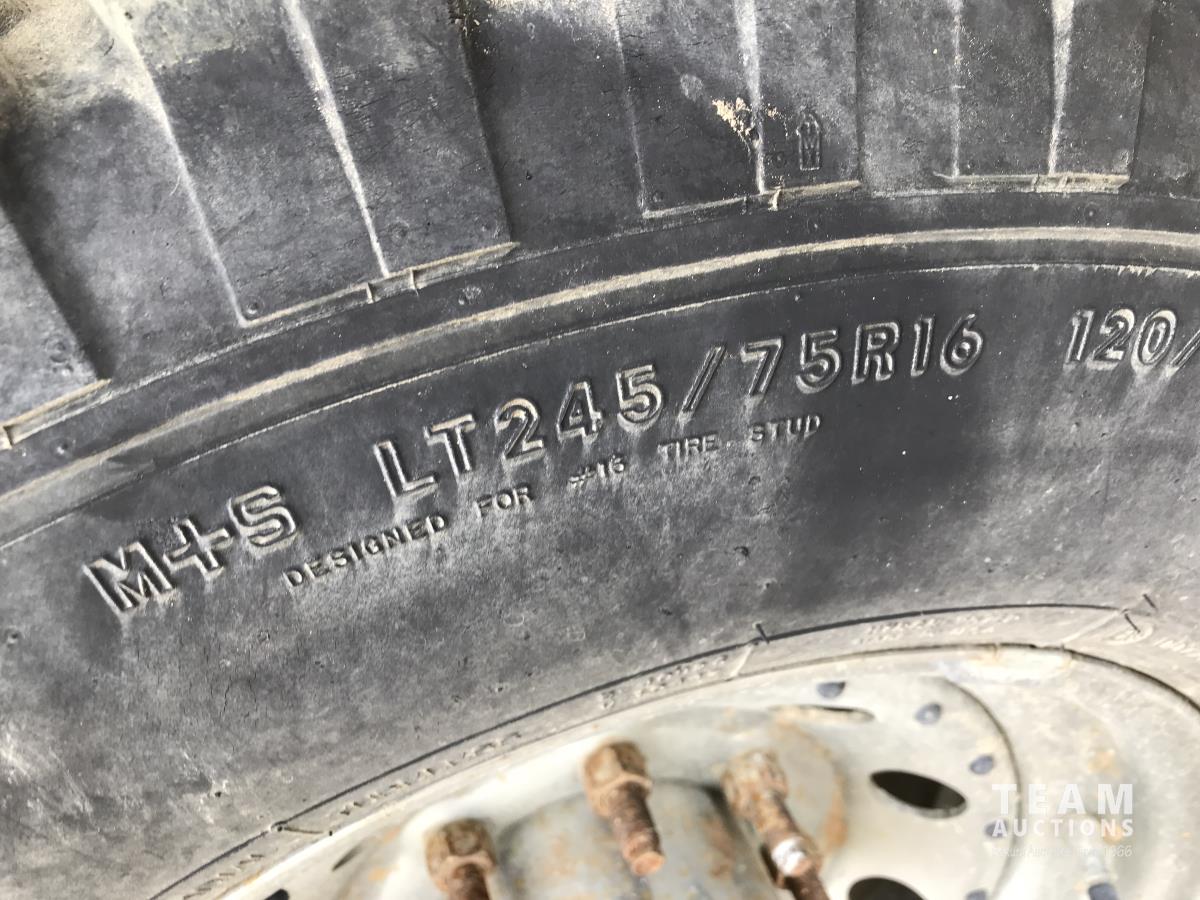 M+S LT245/75R16 120/
DESIGNED FOR #16 TIRE STUD
TEAM
AUCTIONS